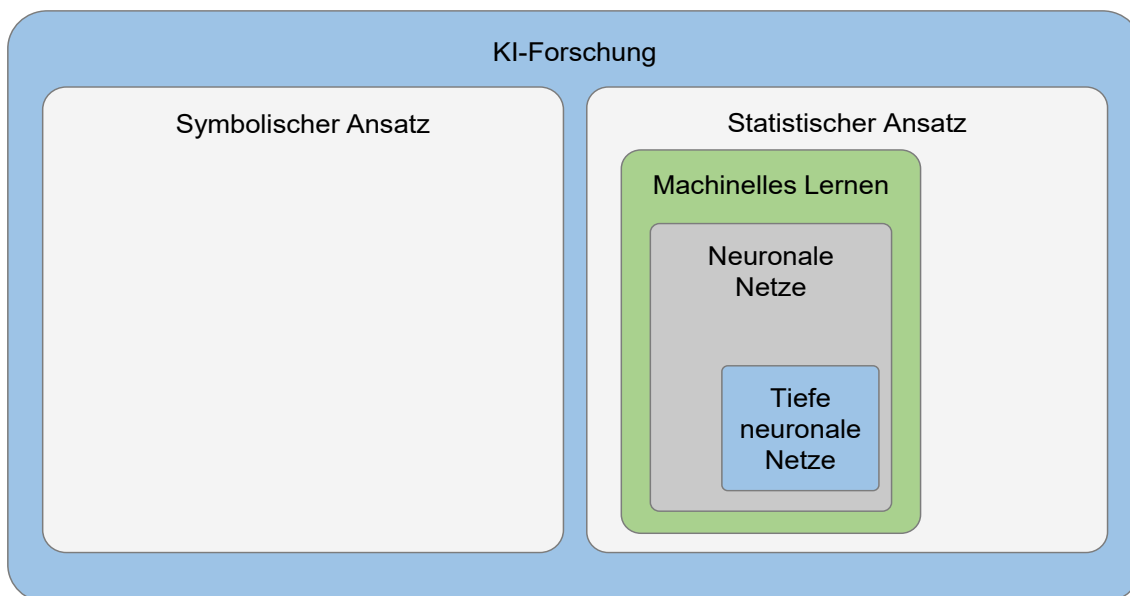 KI-Forschung
Symbolischer Ansatz
Statistischer Ansatz
Machinelles Lernen
Neuronale
Netze
Tiefe
neuronale
Netze